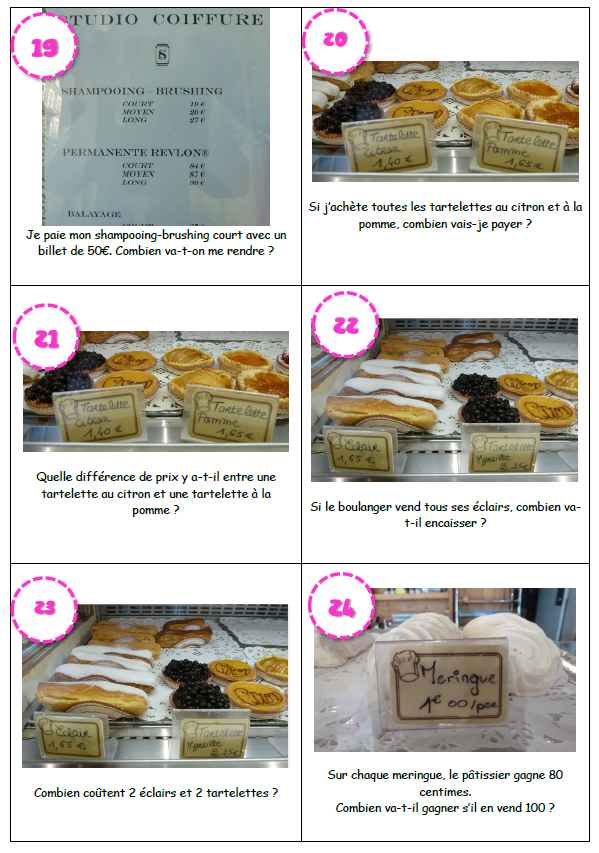 19
STUDIO COIFFURE
S
SHAMPOOING – BRUSHING
COURT 19 €
MOYEN 20 €
LONG 27 €
PERMANENTE REVLON®
COURT 84 €
MOYEN 87 €
LONG 90 €
BALAYAGE
Je paie mon shampooing-brushing court avec un
billet de 50€. Combien va-t-on me rendre ?
20
Tartelette
citron
1,40 €
Tartelette
Pomme
1,65 €
Si j’achète toutes les tartelettes au citron et à la
pomme, combien vais-je payer ?
21
Tartelette
citron
1,40 €
Tartelette
Pomme
1,65 €
Quelle différence de prix y a-t-il entre une
tartelette au citron et une tartelette à la
pomme ?
22
Eclair
1,65 €
Tartelette
Myrtille
2,25€
Si le boulanger vend tous ses éclairs, combien va-
t-il encaisser ?
23
Eclair
1,65 €
Tartelette
Myrtille
2,25€
Combien coûtent 2 éclairs et 2 tartelettes ?
24
Meringue
1€00/pce
Sur chaque meringue, le pâtissier gagne 80
centimes.
Combien va-t-il gagner s’il en vend 100 ?